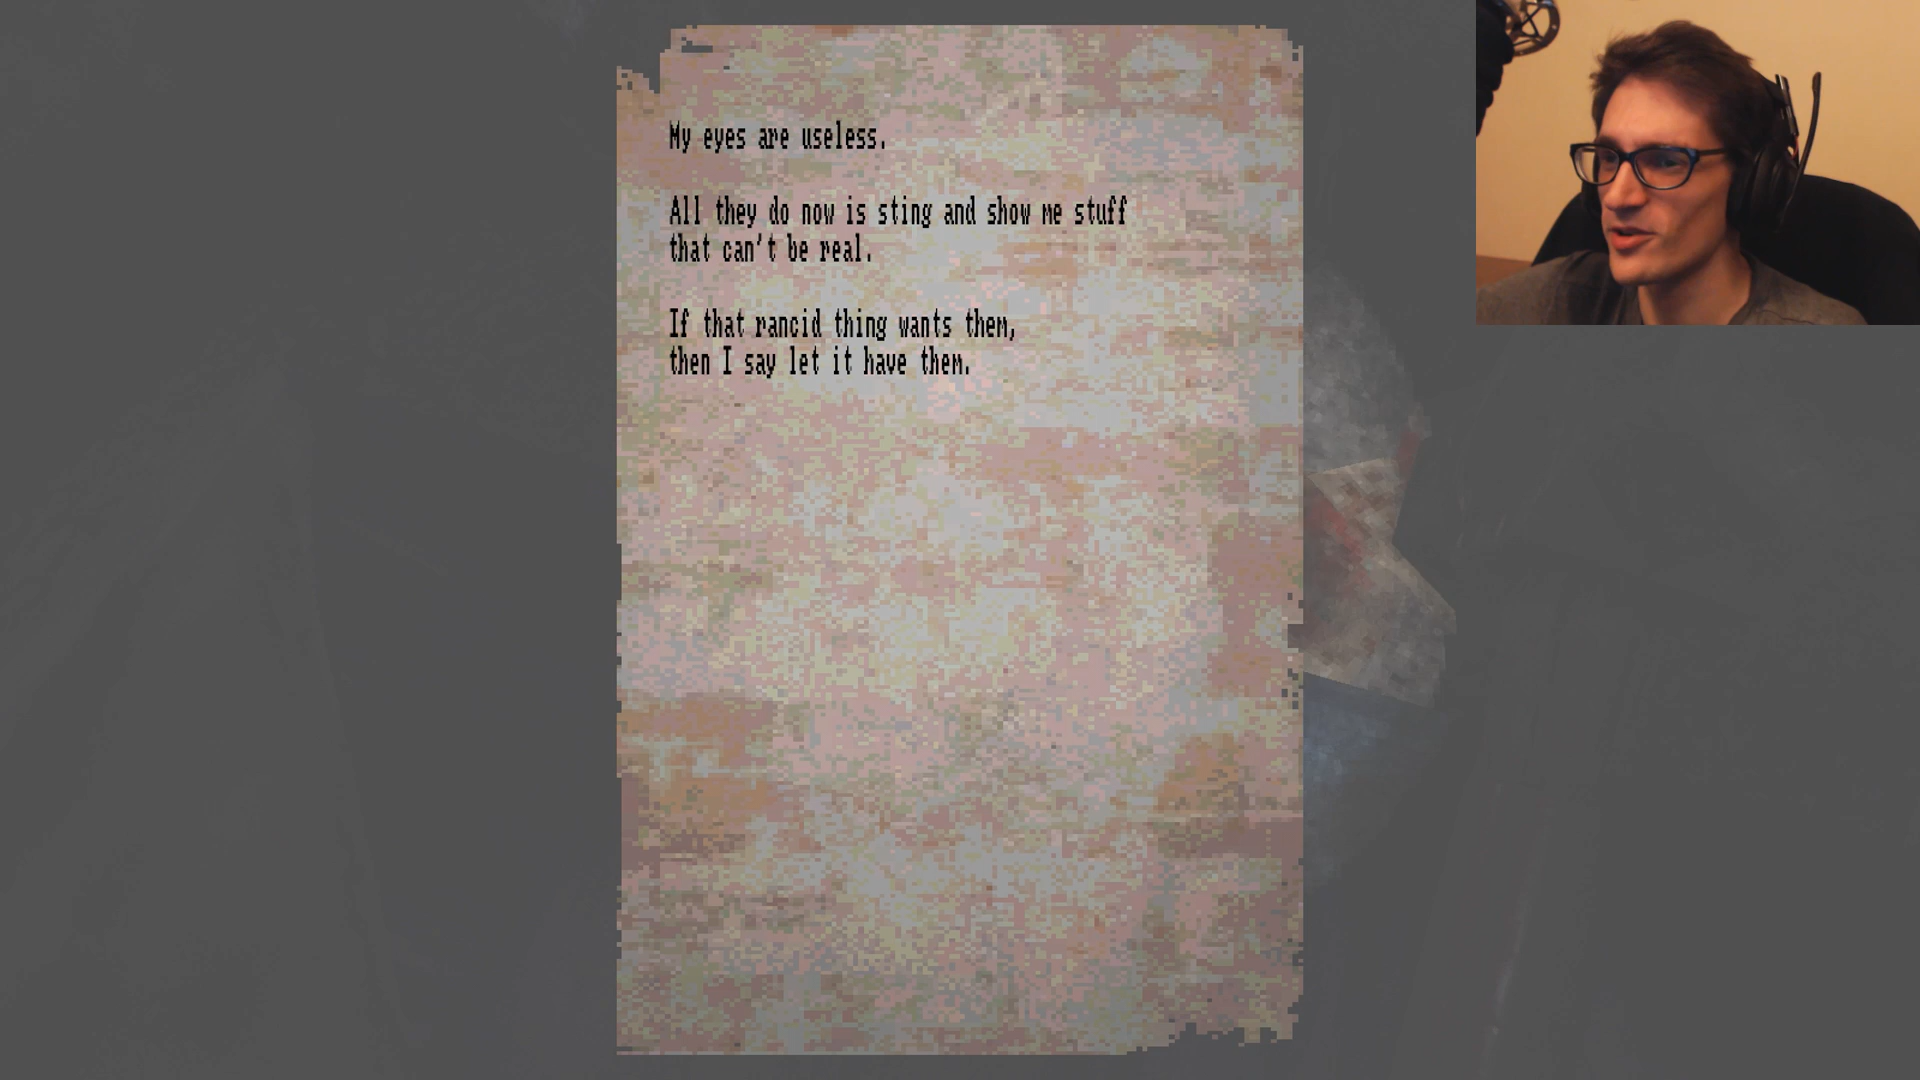 My eyes are useless.
All they do now is sting and show me stuff
that can't be real.
If that rancid thing wants them,
then I say let it have them.